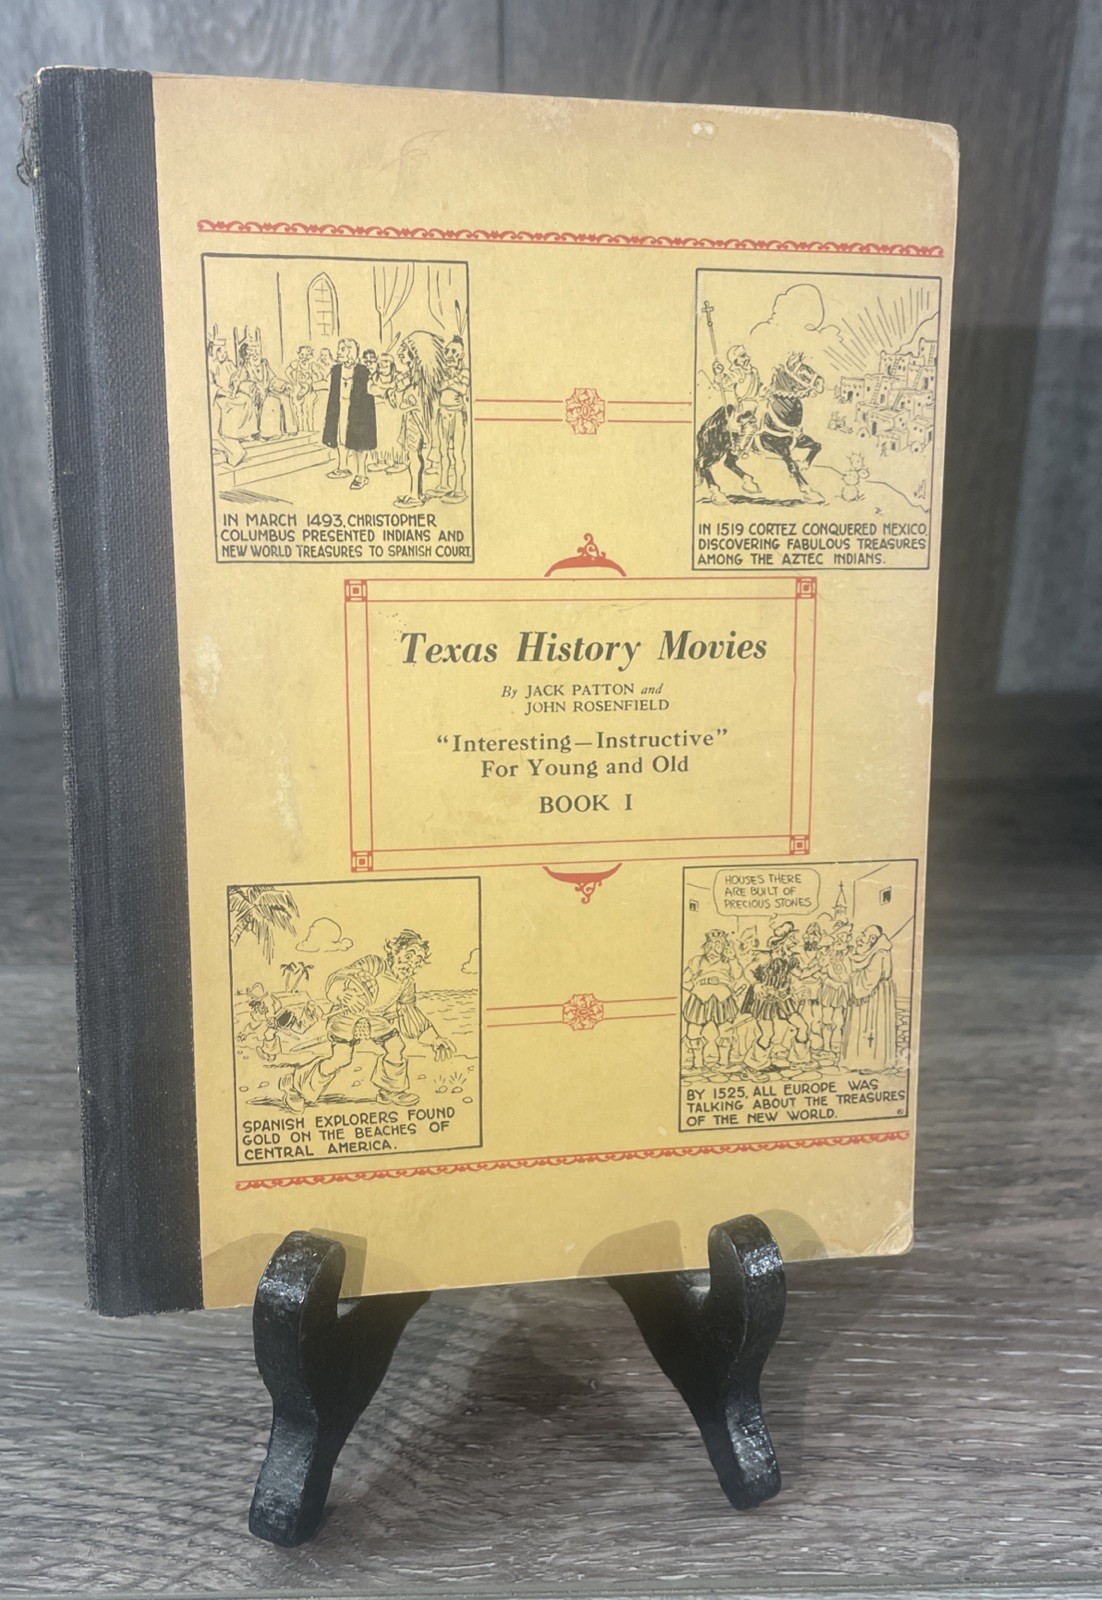 IN MARCH 1493, CHRISTOPHER
COLUMBUS PRESENTED INDIANS AND
NEW WORLD TREASURES TO SPANISH COURT.
IN 1519 CORTEZ CONQUERED MEXICO,
DISCOVERING FABULOUS TREASURES
AMONG THE AZTEC INDIANS.
Texas History Movies
By JACK PATTON and
JOHN ROSENFIELD
“Interesting—Instructive”
For Young and Old
BOOK I
SPANISH EXPLORERS FOUND
GOLD ON THE BEACHES OF
CENTRAL AMERICA.
HOUSES THERE
ARE BUILT OF
PRECIOUS STONES
BY 1525, ALL EUROPE WAS
TALKING ABOUT THE TREASURES
OF THE NEW WORLD.